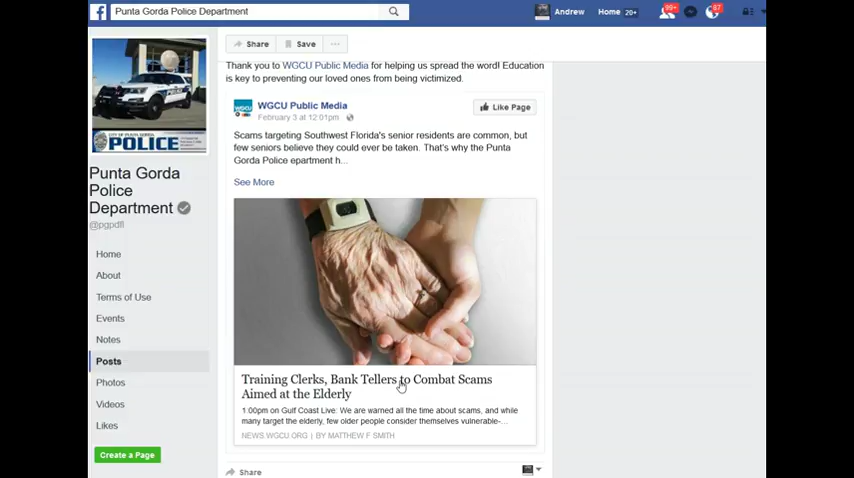 Punta Gorda Police Department
Andrew
Home 20+
99+
87
Share
Save
Thank you to WGCU Public Media for helping us spread the word! Education
is key to preventing our loved ones from being victimized.
WGCU Public Media
February 3 at 12:01pm
Like Page
Scams targeting Southwest Florida's senior residents are common, but
few seniors believe they could ever be taken. That's why the Punta
Gorda Police epartment h...
See More
POLICE
Punta Gorda
Police
Department
@pgpdfl
Home
About
Terms of Use
Events
Notes
Posts
Photos
Videos
Likes
Create a Page
Training Clerks, Bank Tellers to Combat Scams
Aimed at the Elderly
1:00pm on Gulf Coast Live: We are warned all the time about scams, and while
many target the elderly, few older people consider themselves vulnerable-...
NEWS.WGCU.ORG | BY MATTHEW F SMITH
Share